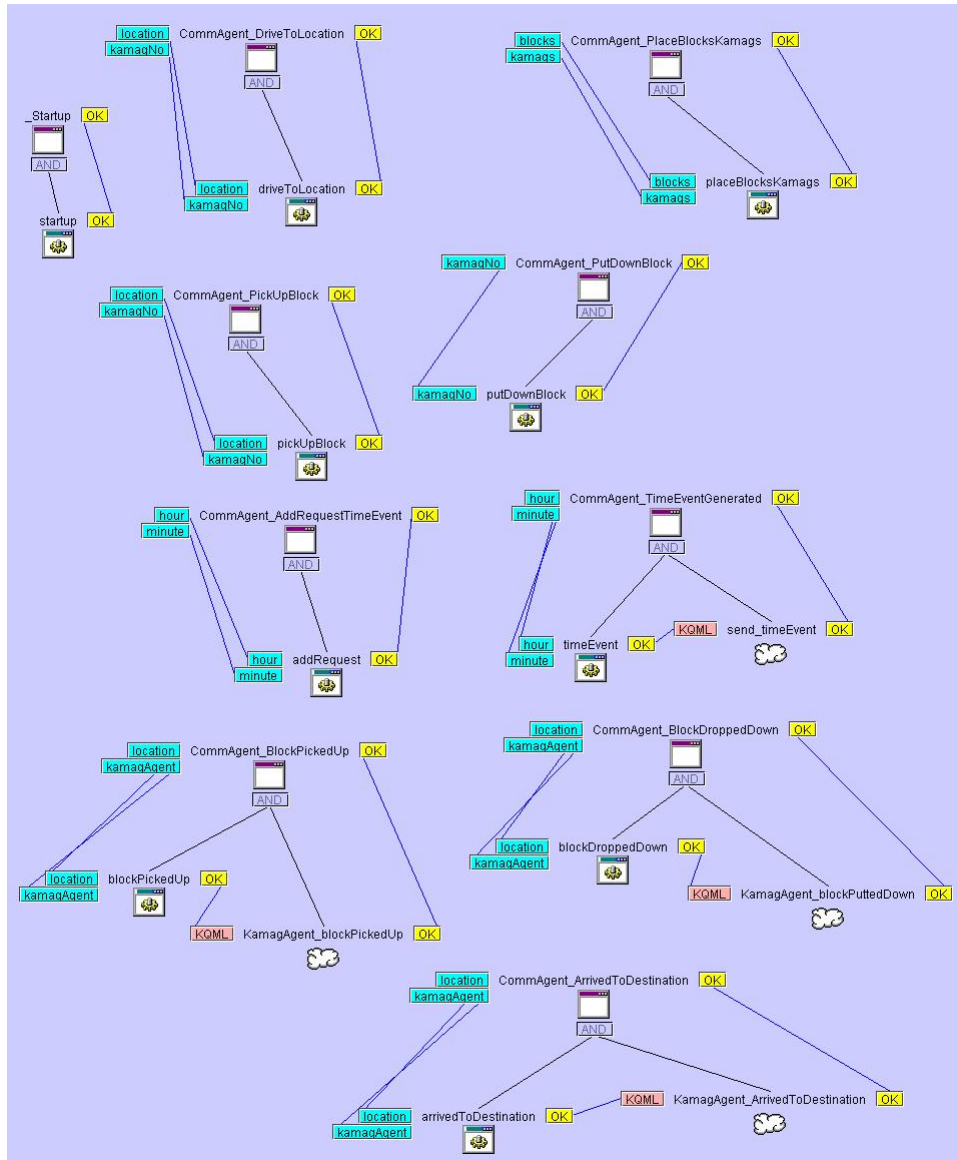 location CommAgent_DriveToLocation OK
kamagNo
AND
location driveToLocation OK
kamagNo
blocks CommAgent_PlaceBlocksKamags OK
kamags
AND
blocks placeBlocksKamags OK
kamags
_Startup OK
AND
startup OK
location CommAgent_PickUpBlock OK
kamagNo
AND
location pickUpBlock OK
kamagNo
kamagNo CommAgent_PutDownBlock OK
AND
kamagNo putDownBlock OK
hour CommAgent_AddRequestTimeEvent OK
minute
AND
hour addRequest OK
minute
hour CommAgent_TimeEventGenerated OK
minute
AND
hour timeEvent OK KQML send_timeEvent OK
minute
location CommAgent_BlockPickedUp OK
kamagAgent
AND
location blockPickedUp OK
kamagAgent
KQML KamagAgent_blockPickedUp OK
location CommAgent_BlockDroppedDown OK
kamagAgent
AND
location blockDroppedDown OK
kamagAgent
KQML KamagAgent_blockPuttedDown OK
location CommAgent_ArrivedToDestination OK
kamagAgent
AND
location arrivedToDestination OK KQML KamagAgent_ArrivedToDestination OK
kamagAgent